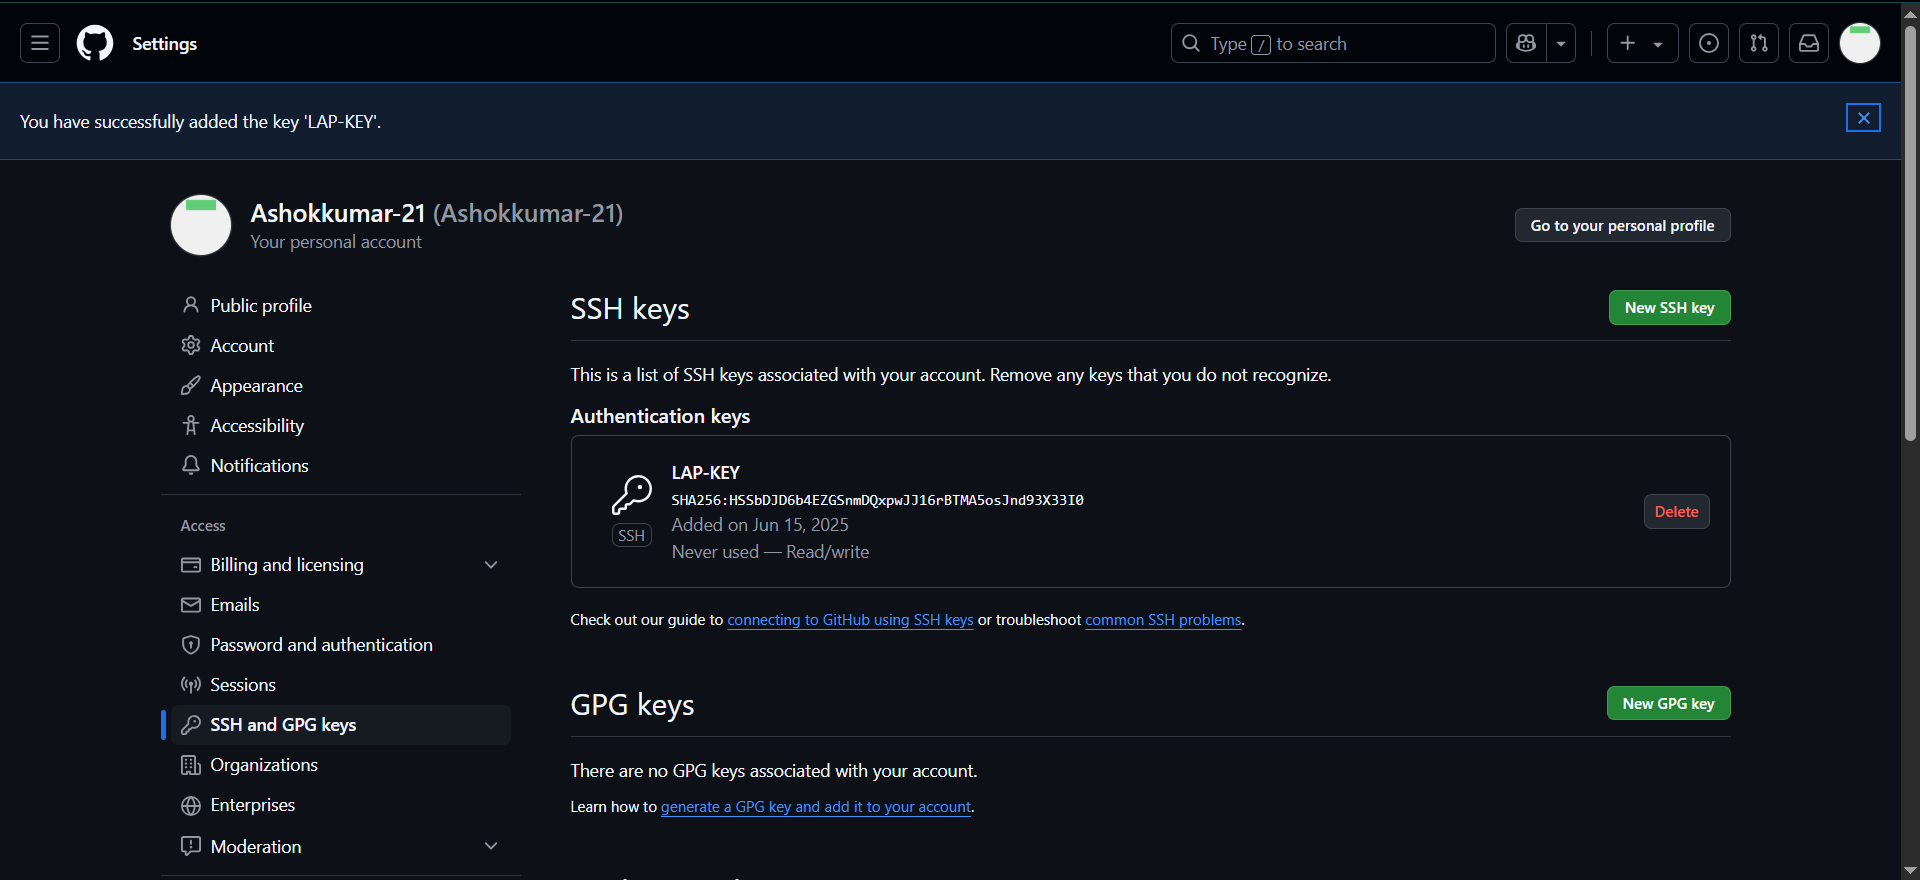 Settings
Type / to search
You have successfully added the key 'LAP-KEY'.
Ashokkumar-21 (Ashokkumar-21)
Your personal account
Go to your personal profile
Public profile
Account
Appearance
Accessibility
Notifications
Access
Billing and licensing
Emails
Password and authentication
Sessions
SSH and GPG keys
Organizations
Enterprises
Moderation
SSH keys
New SSH key
This is a list of SSH keys associated with your account. Remove any keys that you do not recognize.
Authentication keys
LAP-KEY
SHA256:HSSbDJD6b4EZGSnmDQxpwJJ16rBTMA5osJnd93X33I0
Added on Jun 15, 2025
Never used — Read/write
SSH
Delete
Check out our guide to connecting to GitHub using SSH keys or troubleshoot common SSH problems.
GPG keys
New GPG key
There are no GPG keys associated with your account.
Learn how to generate a GPG key and add it to your account.